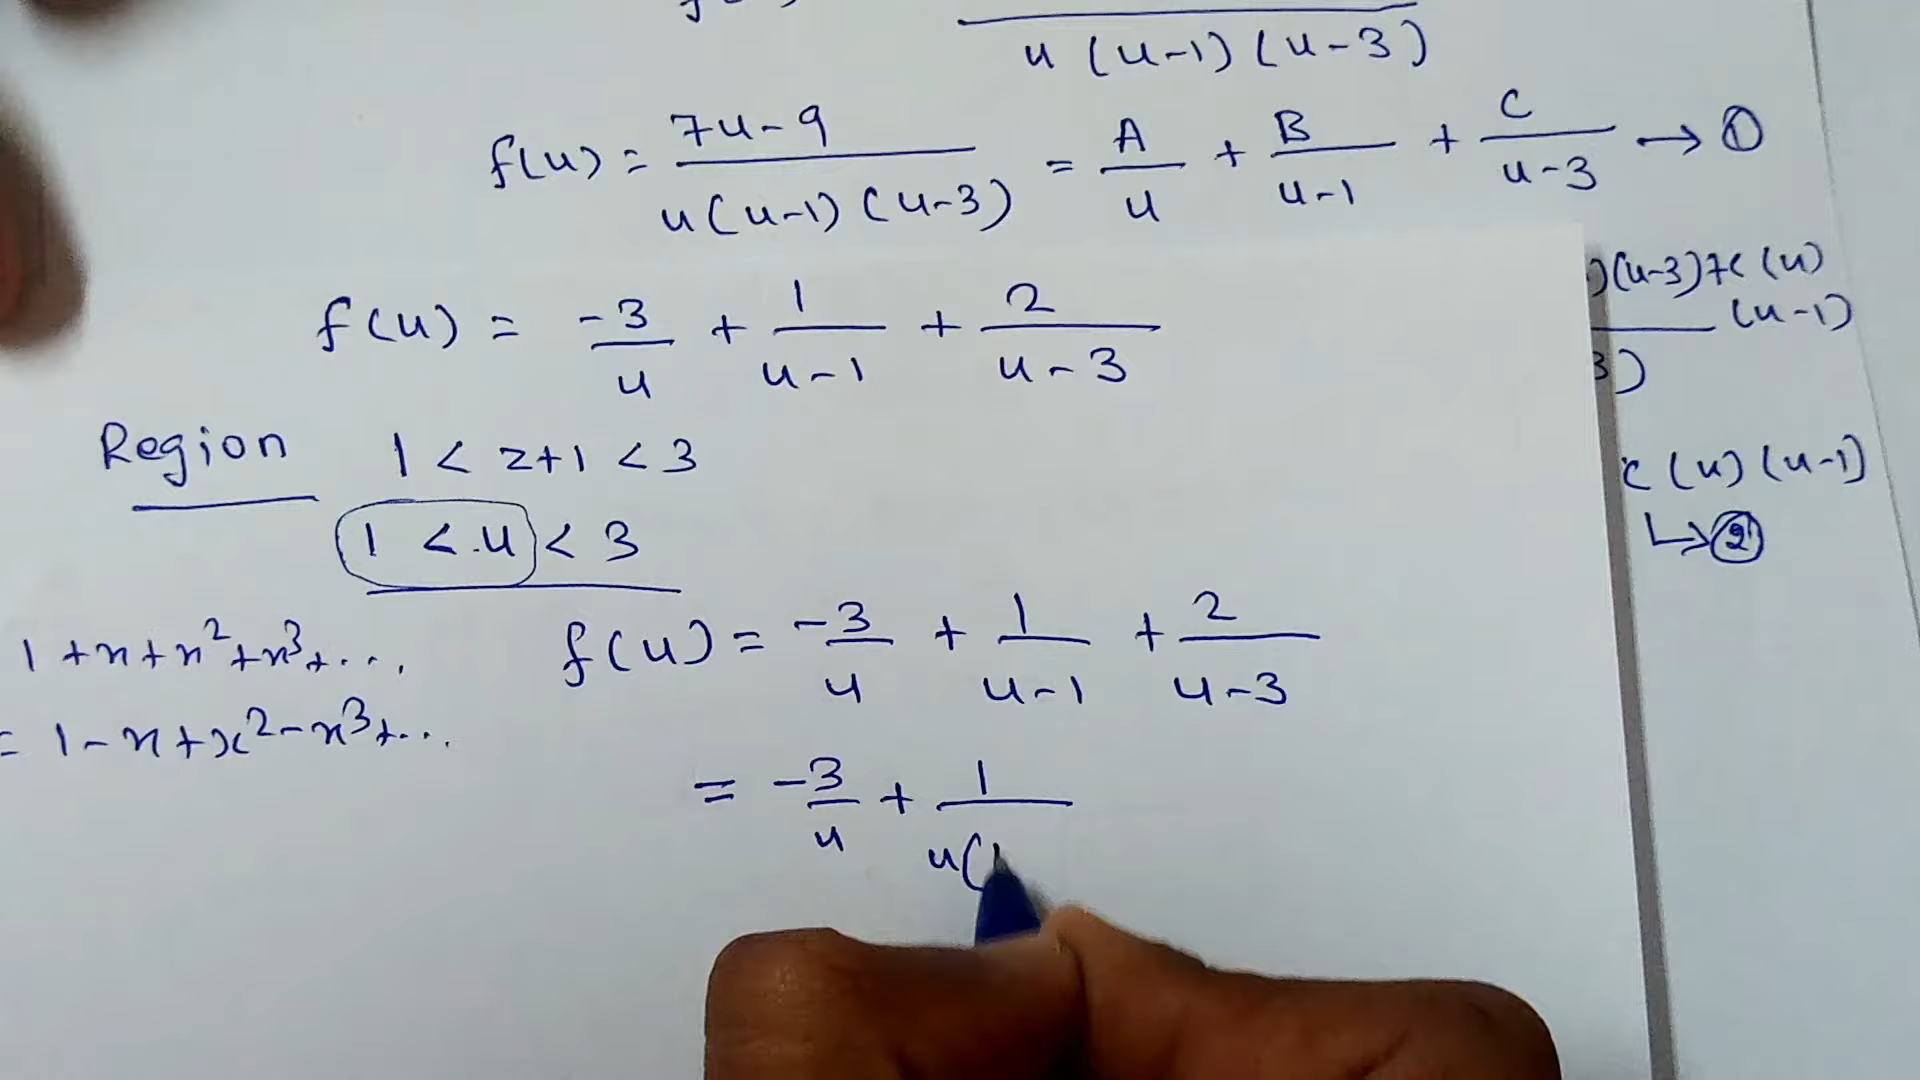 u (u-1) (u-3)
f(u) = 7u-9 / u(u-1)(u-3) = A/u + B/u-1 + C/u-3 → ①
)(u-3)+c (u) (u-1)
3)
f(u) = -3/u + 1/u-1 + 2/u-3
Region 1 < z+1 < 3
c (u) (u-1)
1 < u < 3
↳ ②
1+x+x²+x³+...
f(u) = -3/u + 1/u-1 + 2/u-3
= 1-x+x²-x³+...
= -3/u + 1/u(1